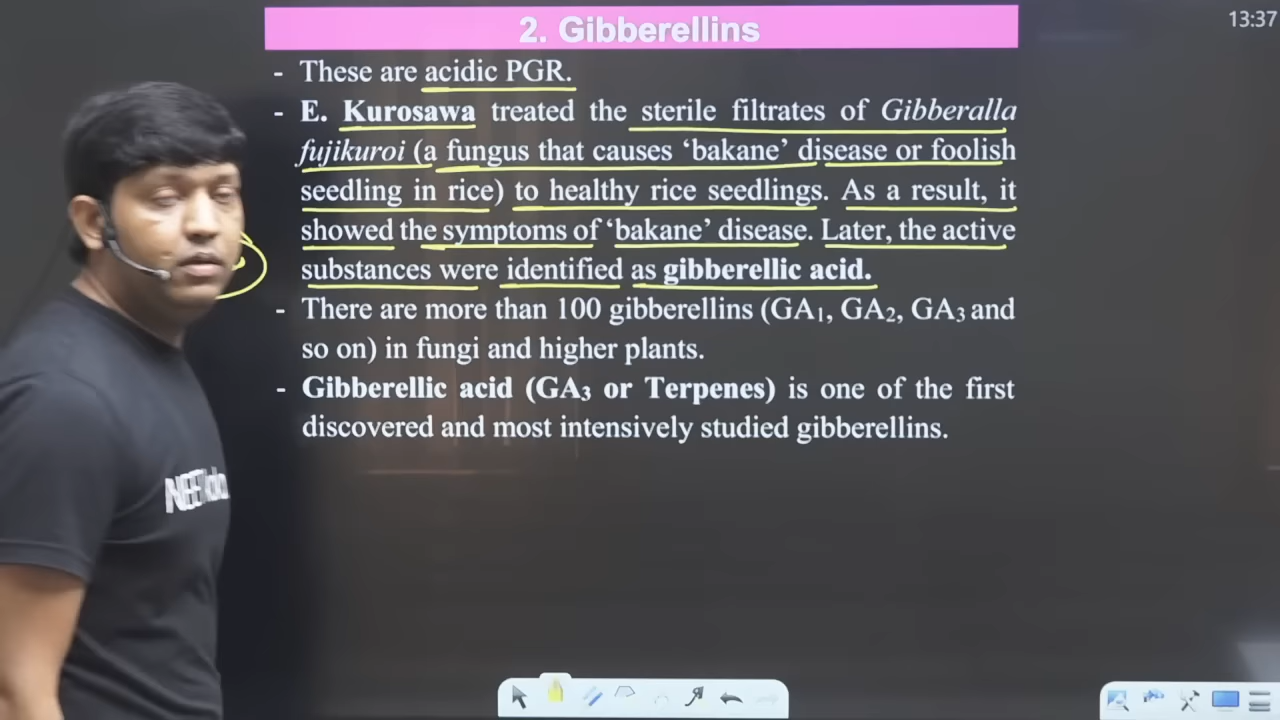 2. Gibberellins
13:37
- These are acidic PGR.
- E. Kurosawa treated the sterile filtrates of Gibberalla
fujikuroi (a fungus that causes ‘bakane’ disease or foolish
seedling in rice) to healthy rice seedlings. As a result, it
showed the symptoms of ‘bakane’ disease. Later, the active
substances were identified as gibberellic acid.
- There are more than 100 gibberellins (GA₁, GA₂, GA₃ and
so on) in fungi and higher plants.
- Gibberellic acid (GA₃ or Terpenes) is one of the first
discovered and most intensively studied gibberellins.